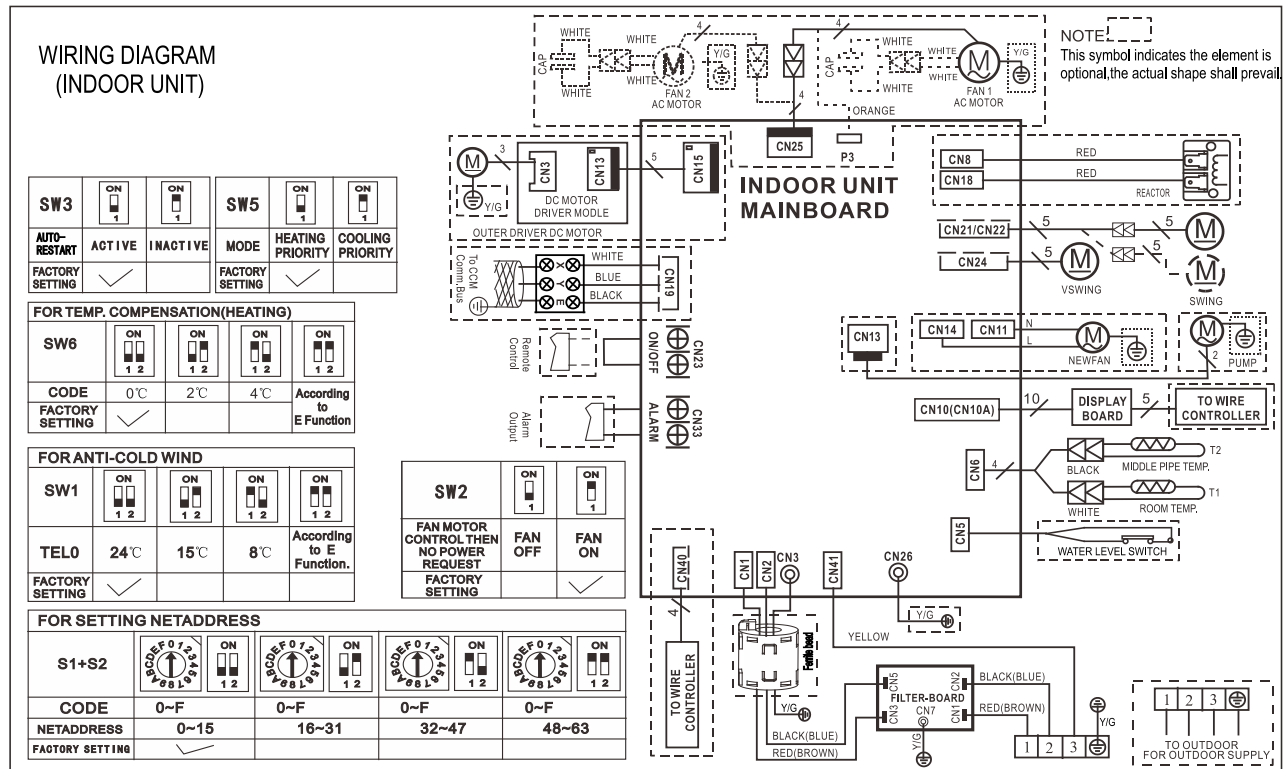 WIRING DIAGRAM
(INDOOR UNIT)
NOTE:
This symbol indicates the element is
optional,the actual shape shall prevail.
CAP
WHITE
WHITE
WHITE
WHITE
M
FAN 2
AC MOTOR
Y/G
4
4
4
CAP
WHITE
WHITE
WHITE
WHITE
M
FAN 1
AC MOTOR
Y/G
ORANGE
CN25
P3
INDOOR UNIT
MAINBOARD
M
3
Y/G
CN3
CN13
DC MOTOR
DRIVER MODLE
5
CN15
OUTER DRIVER DC MOTOR
To CCM
Comm.Bus
X
Y
E
WHITE
BLUE
BLACK
CN19
Remote
Control
ON/OFF
CN23
Alarm
Output
ALARM
CN33
CN8
RED
CN18
RED
REACTOR
CN21/CN22
5
5
M
CN24
5
M
VSWING
5
M
SWING
CN13
CN14
CN11
N
L
M
NEWFAN
M
2
PUMP
CN10(CN10A)
10
DISPLAY
BOARD
5
TO WIRE
CONTROLLER
CN6
4
BLACK
MIDDLE PIPE TEMP.
T2
WHITE
ROOM TEMP.
T1
CN5
WATER LEVEL SWITCH
CN40
4
TO WIRE
CONTROLLER
CN1
CN2
CN3
CN41
CN26
Y/G
Ferrite bead
Y/G
YELLOW
BLACK(BLUE)
RED(BROWN)
CN5
CN3
FILTER-BOARD
CN7
CN2
CN1
Y/G
BLACK(BLUE)
RED(BROWN)
1 2 3
Y/G
1 2 3
TO OUTDOOR
FOR OUTDOOR SUPPLY
SW3
ON
1
ON
1
AUTO-
RESTART
ACTIVE
INACTIVE
FACTORY
SETTING
SW5
ON
1
ON
1
MODE
HEATING
PRIORITY
COOLING
PRIORITY
FACTORY
SETTING
FOR TEMP. COMPENSATION(HEATING)
SW6
ON
1 2
ON
1 2
ON
1 2
ON
1 2
CODE 0℃ 2℃ 4℃
According
to
E Function
FACTORY
SETTING
FOR ANTI-COLD WIND
SW1
ON
1 2
ON
1 2
ON
1 2
ON
1 2
TEL0 24℃ 15℃ 8℃
According
to E
Function.
FACTORY
SETTING
SW2
ON
1
ON
1
FAN MOTOR
CONTROL THEN
NO POWER
REQUEST
FAN
OFF
FAN
ON
FACTORY
SETTING
FOR SETTING NETADDRESS
S1+S2
0123456789ABCDEF
ON
1 2
0123456789ABCDEF
ON
1 2
0123456789ABCDEF
ON
1 2
0123456789ABCDEF
ON
1 2
CODE 0~F 0~F 0~F 0~F
NETADDRESS 0~15 16~31 32~47 48~63
FACTORY SETTING